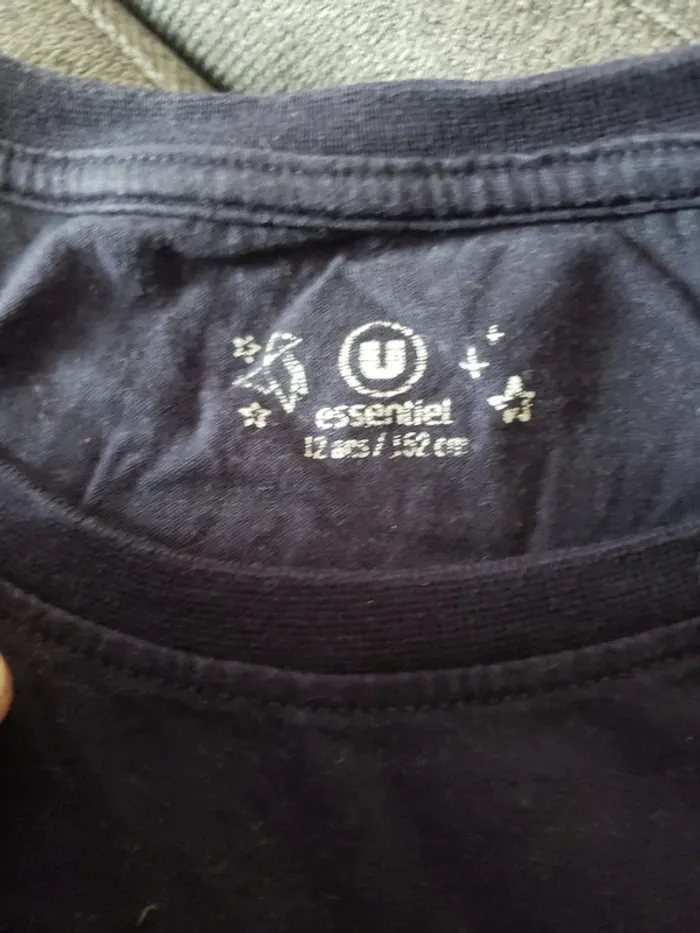 U
essentiel
12 ans / 152 cm